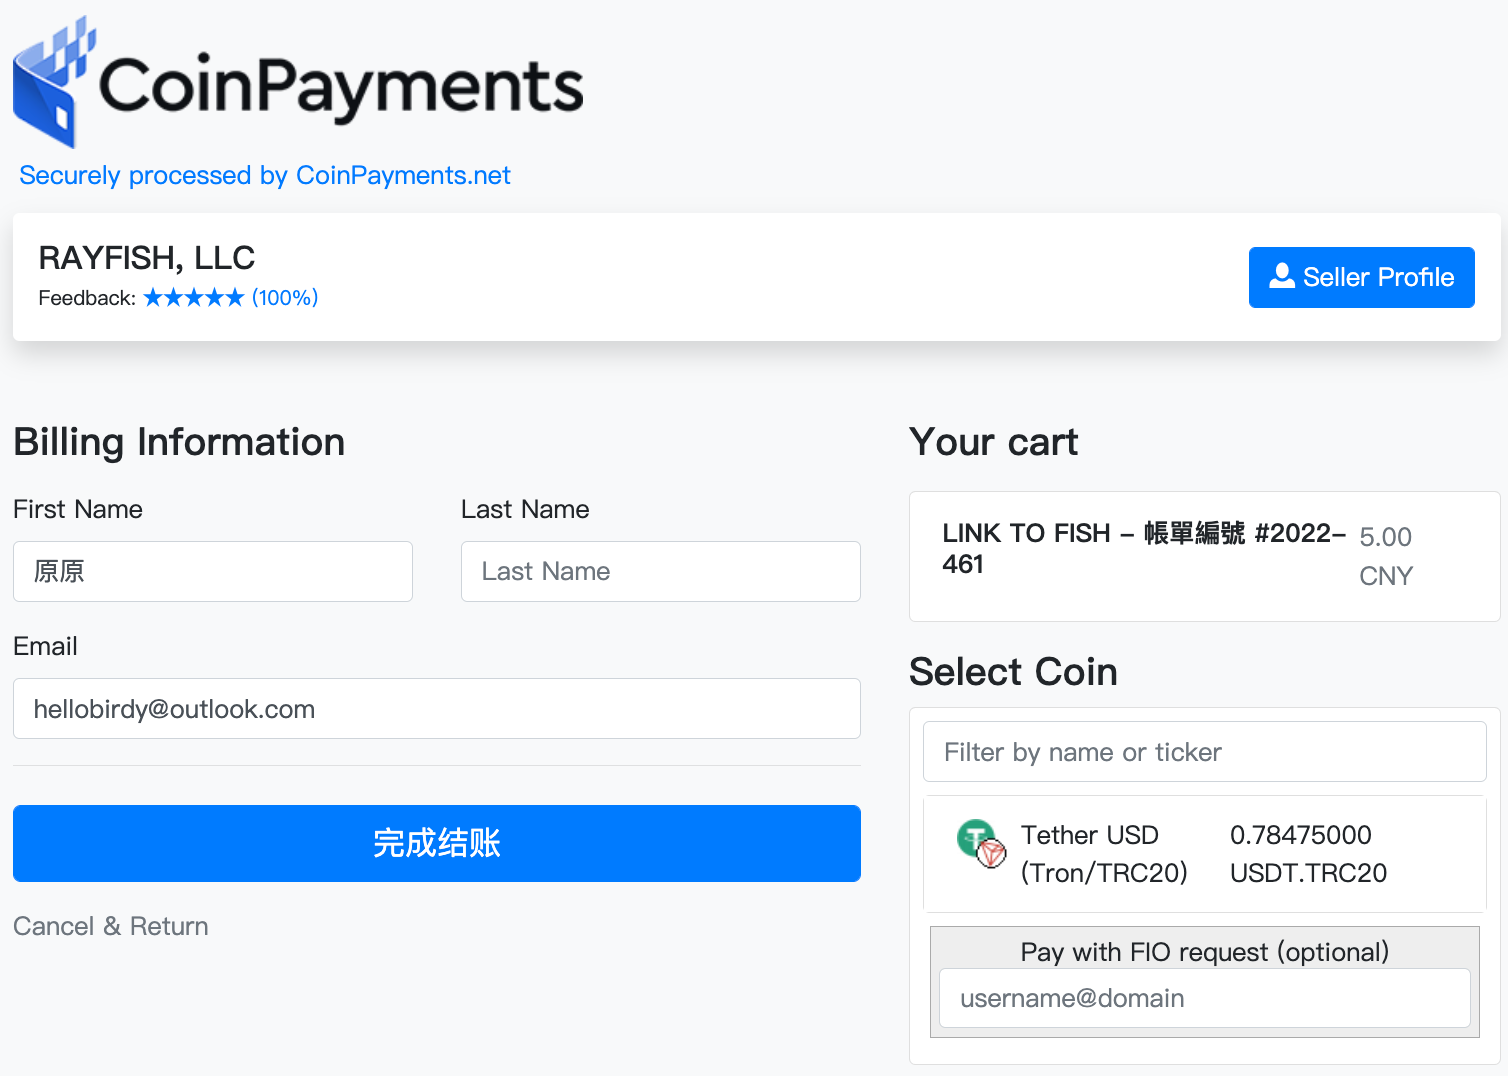 CoinPayments
Securely processed by CoinPayments.net
RAYFISH, LLC
Feedback: ★★★★★ (100%)
Seller Profile
Billing Information
First Name
Last Name
原原
Last Name
Email
hellobirdy@outlook.com
完成结账
Cancel & Return
Your cart
LINK TO FISH - 帳單編號 #2022-
461
5.00
CNY
Select Coin
Filter by name or ticker
Tether USD
(Tron/TRC20)
0.78475000
USDT.TRC20
Pay with FIO request (optional)
username@domain